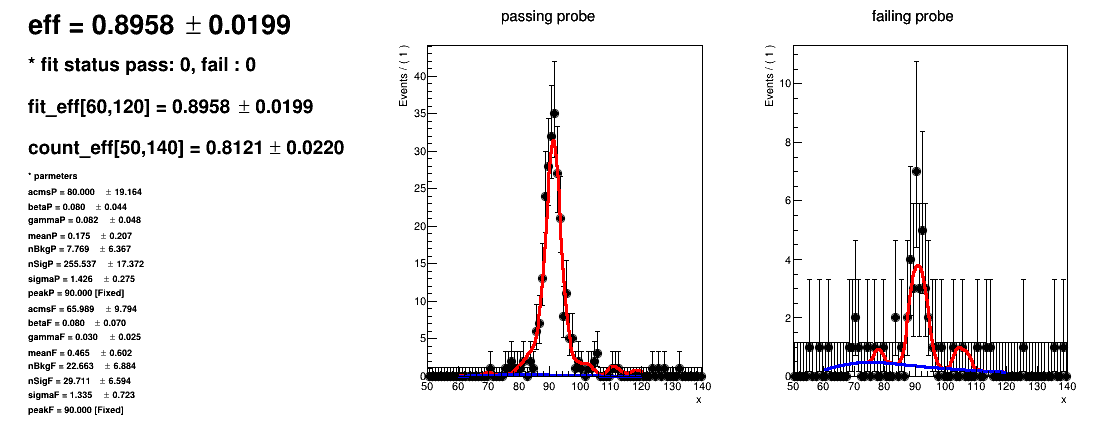 eff = 0.8958 ± 0.0199
* fit status pass: 0, fail : 0
fit_eff[60,120] = 0.8958 ± 0.0199
count_eff[50,140] = 0.8121 ± 0.0220
* parmeters
acmsP = 80.000 ± 19.164
betaP = 0.080 ± 0.044
gammaP = 0.082 ± 0.048
meanP = 0.175 ± 0.207
nBkgP = 7.769 ± 6.367
nSigP = 255.537 ± 17.372
sigmaP = 1.426 ± 0.275
peakP = 90.000 [Fixed]
acmsF = 65.989 ± 9.794
betaF = 0.080 ± 0.070
gammaF = 0.030 ± 0.025
meanF = 0.465 ± 0.602
nBkgF = 22.663 ± 6.884
nSigF = 29.711 ± 6.594
sigmaF = 1.335 ± 0.723
peakF = 90.000 [Fixed]
passing probe
Events / ( 1 )
40
35
30
25
20
15
10
5
0
50 60 70 80 90 100 110 120 130 140
x
failing probe
Events / ( 1 )
10
8
6
4
2
0
50 60 70 80 90 100 110 120 130 140
x